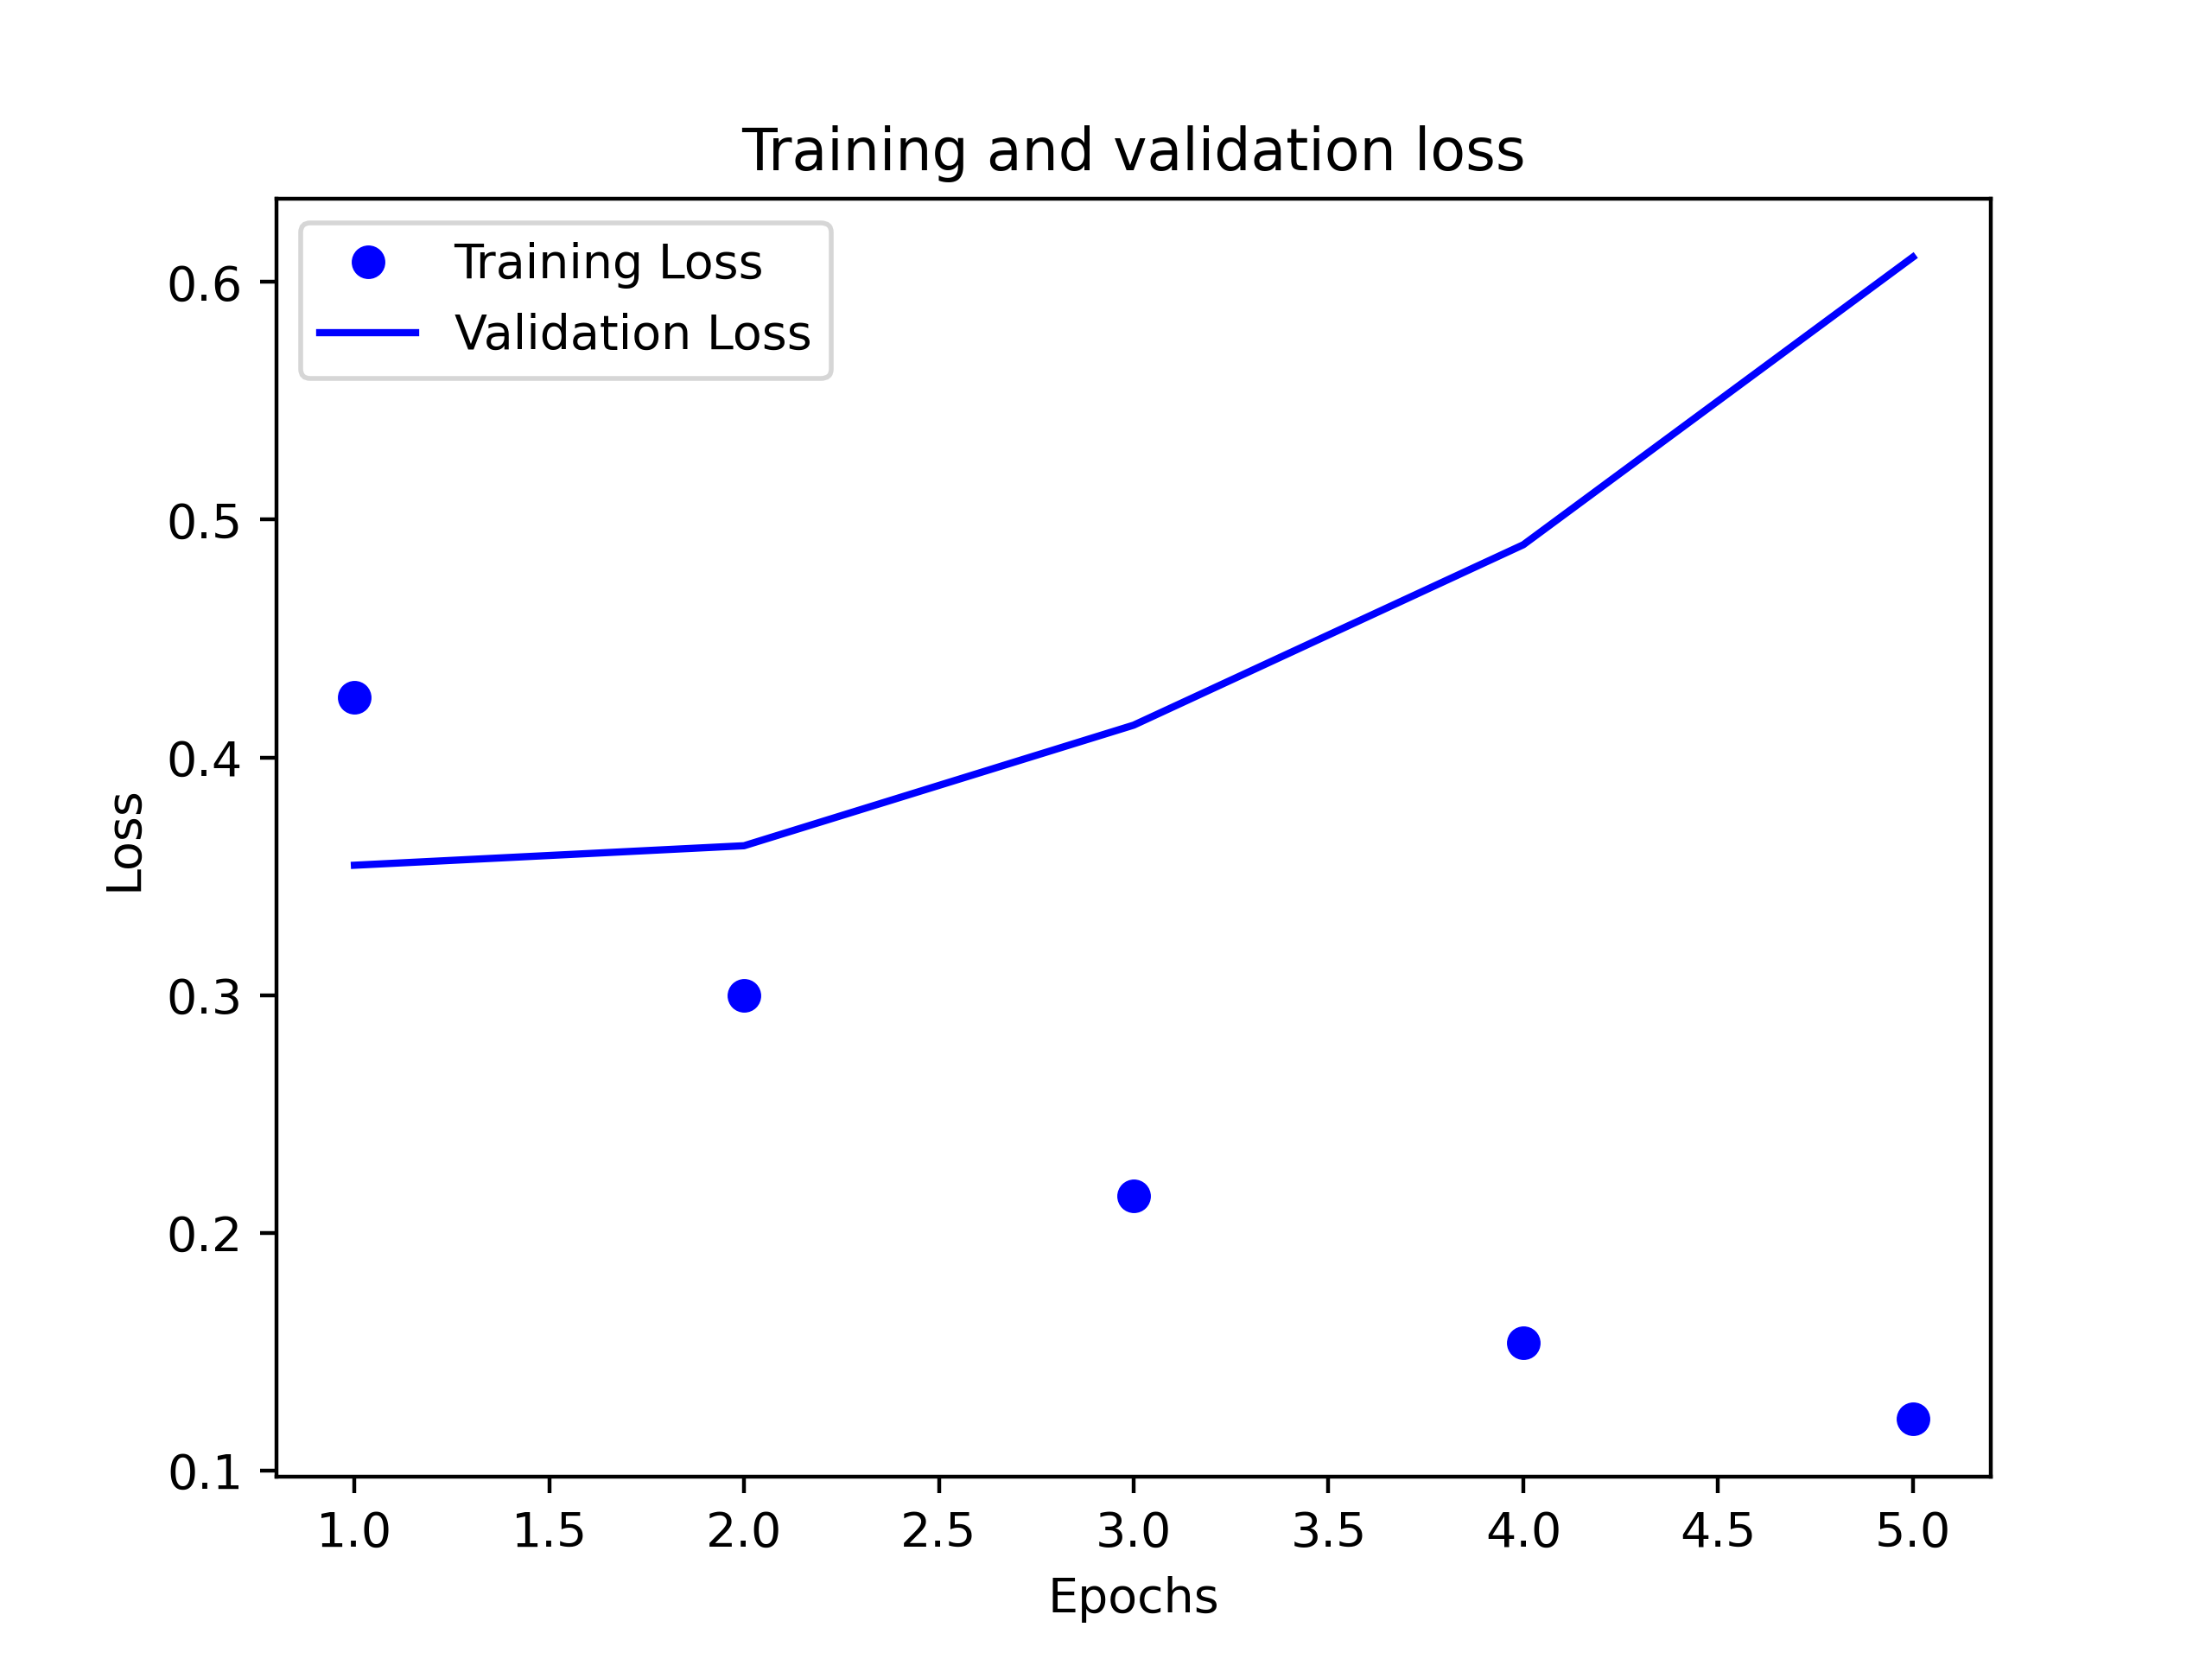 Training and validation loss
Training Loss
Validation Loss
0.6
0.5
0.4
0.3
0.2
0.1
Loss
1.0 1.5 2.0 2.5 3.0 3.5 4.0 4.5 5.0
Epochs